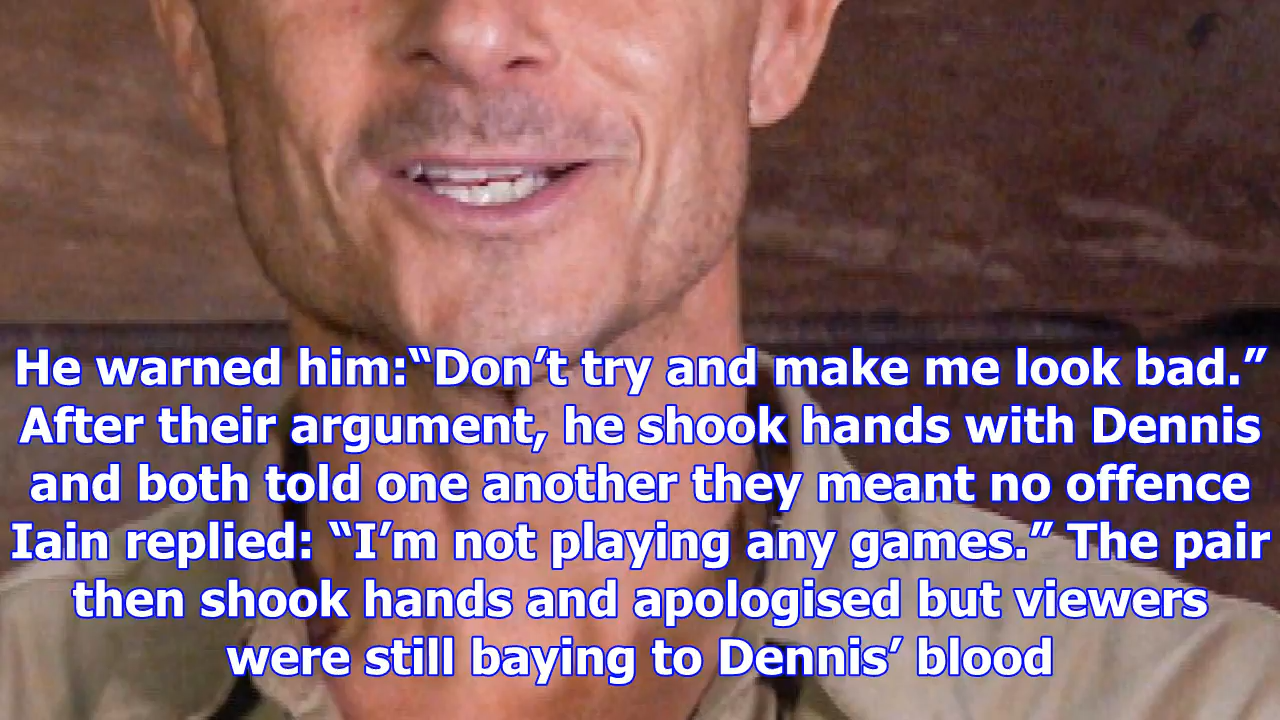 He warned him:“Don’t try and make me look bad.”
After their argument, he shook hands with Dennis
and both told one another they meant no offence
Iain replied: “I’m not playing any games.” The pair
then shook hands and apologised but viewers
were still baying to Dennis’ blood